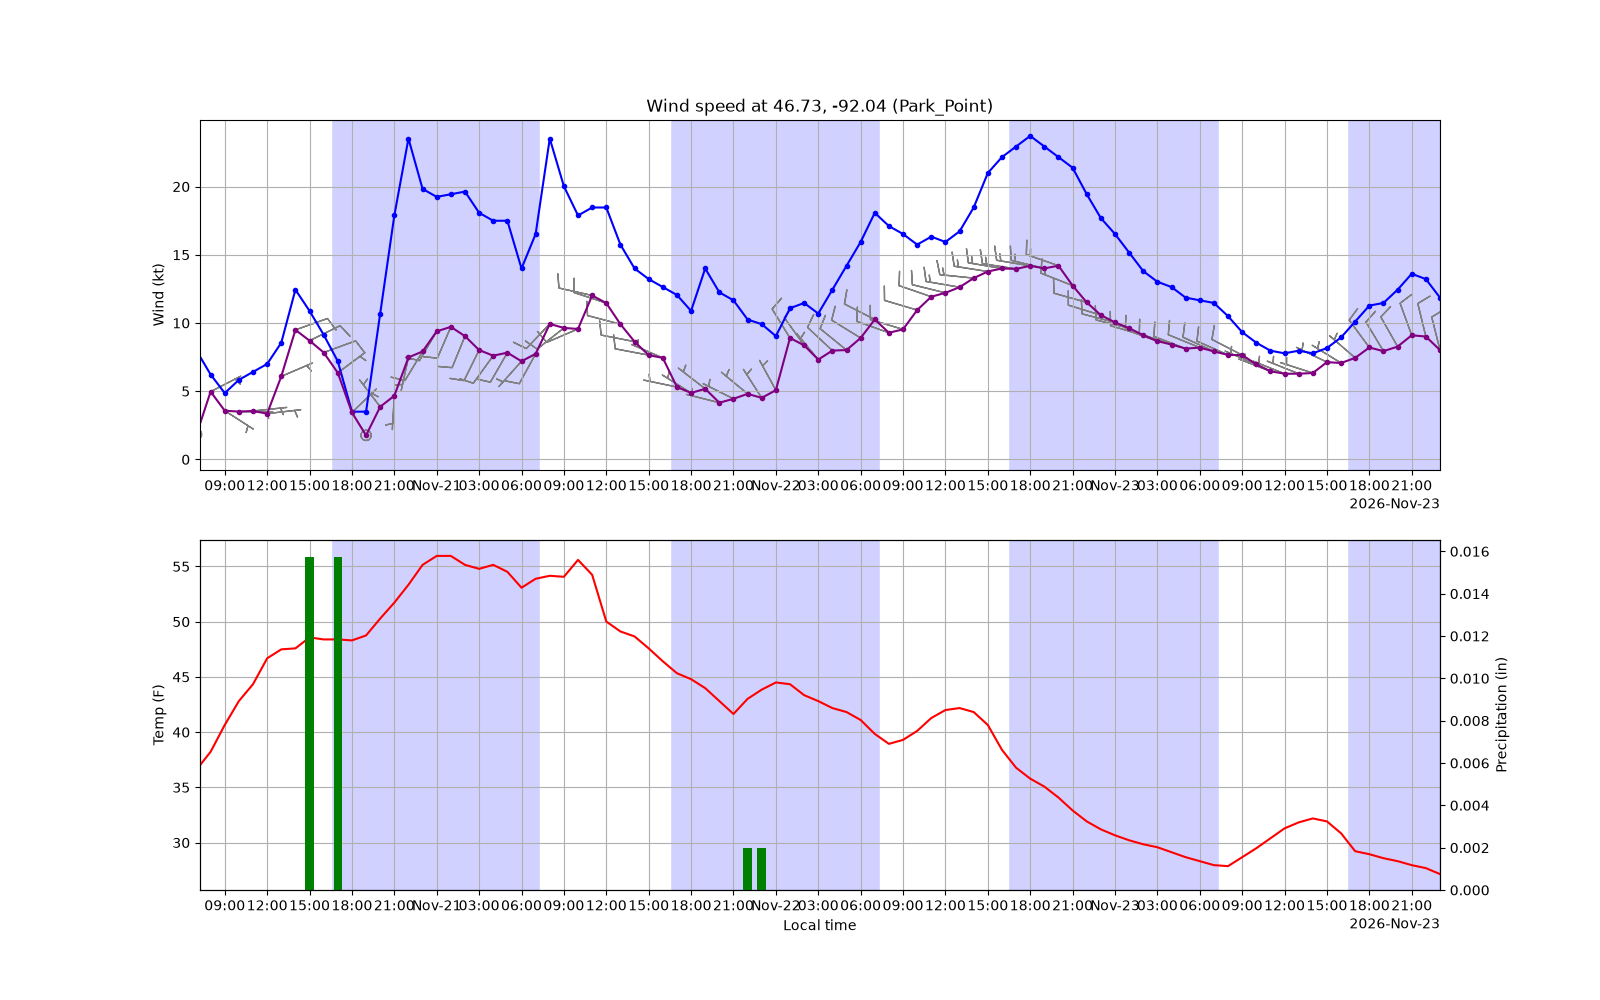 Wind speed at 46.73, -92.04 (Park_Point)
Wind (kt)
20
15
10
5
0
09:00 12:00 15:00 18:00 21:00 Nov-21 03:00 06:00 09:00 12:00 15:00 18:00 21:00 Nov-22 03:00 06:00 09:00 12:00 15:00 18:00 21:00 Nov-23 03:00 06:00 09:00 12:00 15:00 18:00 21:00
2026-Nov-23
Temp (F)
55
50
45
40
35
30
Precipitation (in)
0.016
0.014
0.012
0.010
0.008
0.006
0.004
0.002
0.000
09:00 12:00 15:00 18:00 21:00 Nov-21 03:00 06:00 09:00 12:00 15:00 18:00 21:00 Nov-22 03:00 06:00 09:00 12:00 15:00 18:00 21:00 Nov-23 03:00 06:00 09:00 12:00 15:00 18:00 21:00
Local time
2026-Nov-23